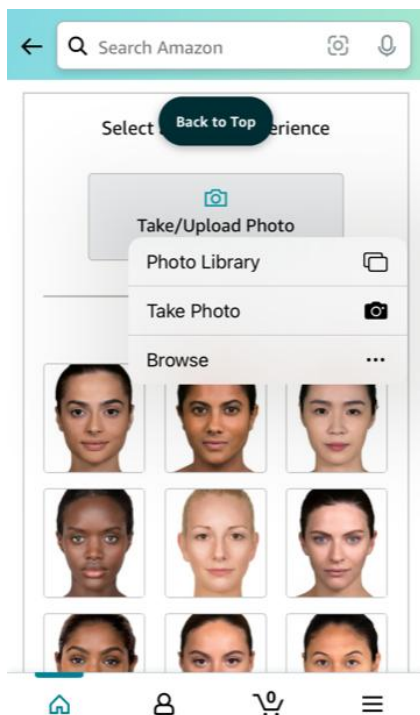 Search Amazon
Select
erience
Back to Top
Take/Upload Photo
Photo Library
Take Photo
Browse
0